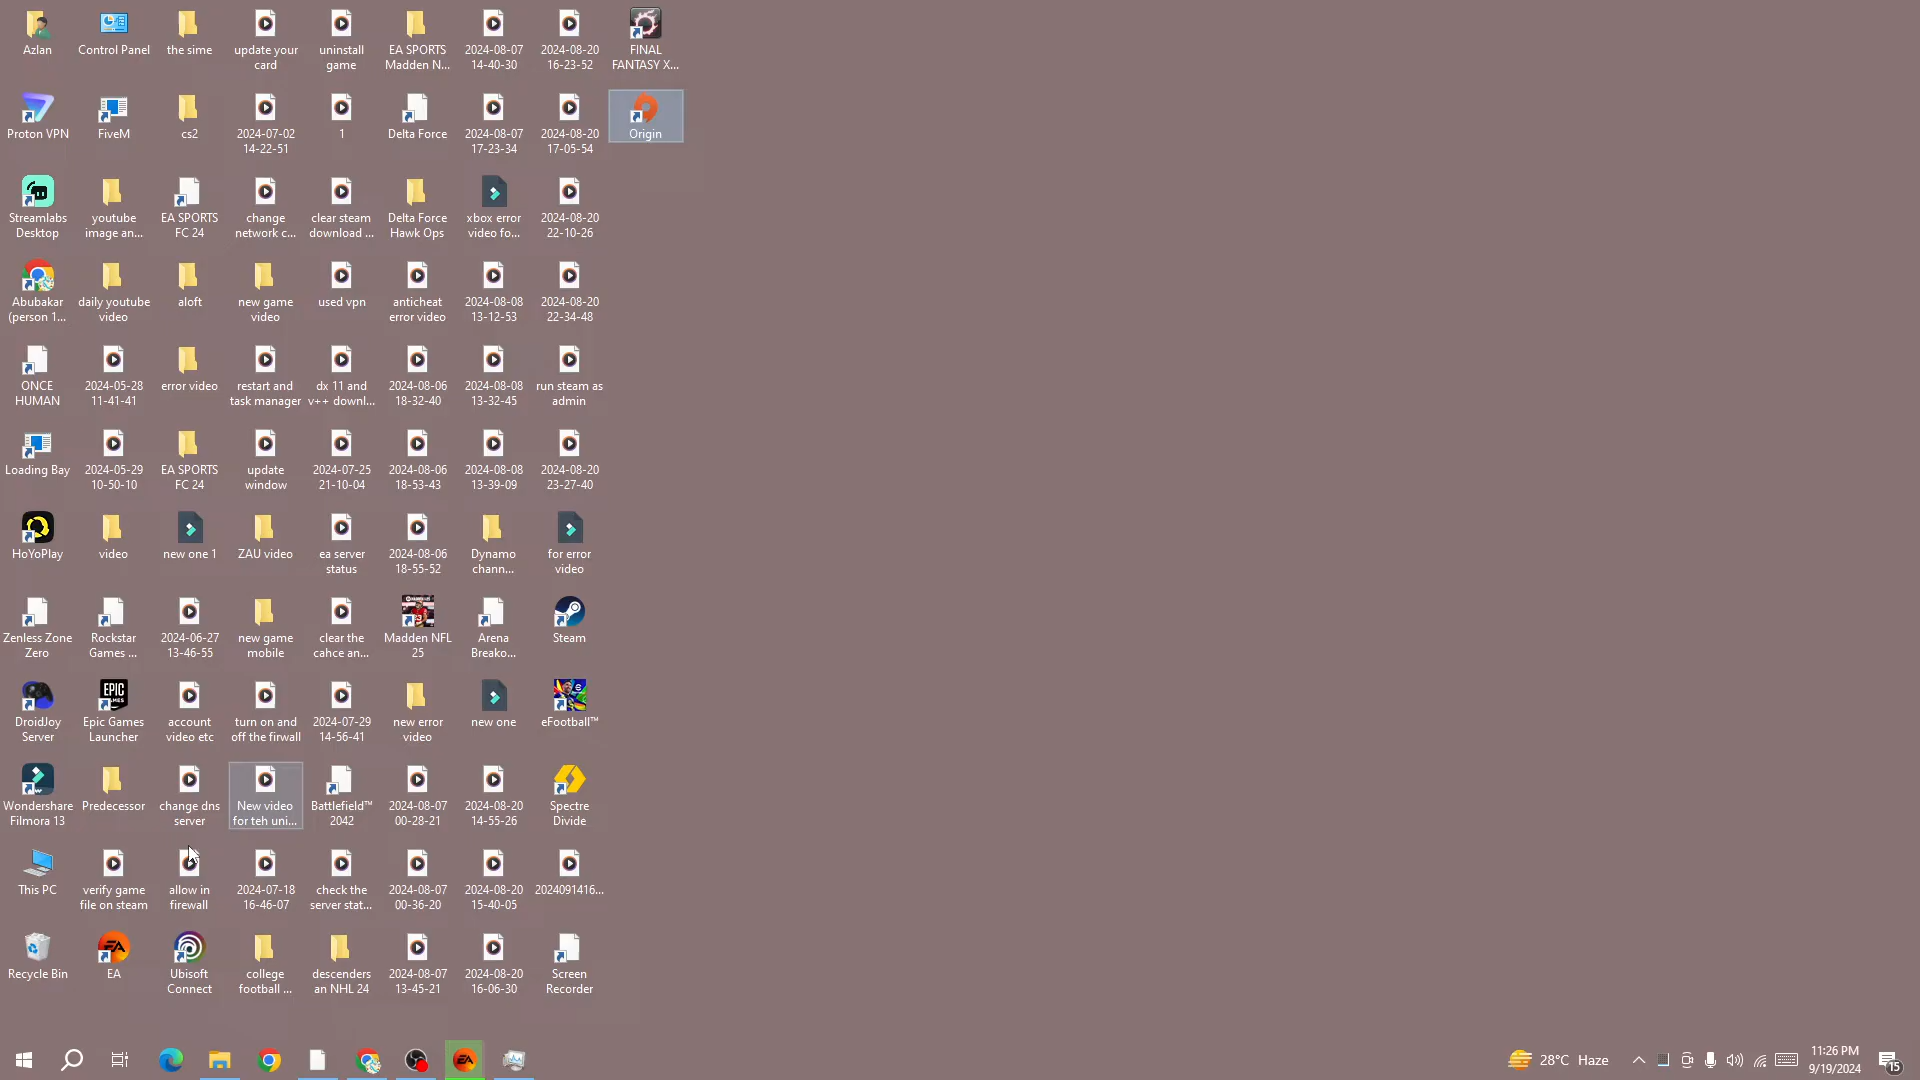 Azlan
Control Panel
the sime
update your
card
uninstall
game
EA SPORTS
Madden N...
2024-08-07
14-40-30
2024-08-20
16-23-52
FINAL
FANTASY X...
Proton VPN
FiveM
cs2
2024-07-02
14-22-51
1
Delta Force
2024-08-07
17-23-34
2024-08-20
17-05-54
Origin
Streamlabs
Desktop
youtube
image an...
EA SPORTS
FC 24
change
network c...
clear steam
download ...
Delta Force
Hawk Ops
xbox error
video fo...
2024-08-20
22-10-26
Abubakar
(person 1...
daily youtube
video
aloft
new game
video
used vpn
anticheat
error video
2024-08-08
13-12-53
2024-08-20
22-34-48
ONCE
HUMAN
2024-05-28
11-41-41
error video
restart and
task manager
dx 11 and
v++ downl...
2024-08-06
18-32-40
2024-08-08
13-32-45
run steam as
admin
Loading Bay
2024-05-29
10-50-10
EA SPORTS
FC 24
update
window
2024-07-25
21-10-04
2024-08-06
18-53-43
2024-08-08
13-39-09
2024-08-20
23-27-40
HoYoPlay
video
new one 1
ZAU video
ea server
status
2024-08-06
18-55-52
Dynamo
chann...
for error
video
Zenless Zone
Zero
Rockstar
Games ...
2024-06-27
13-46-55
new game
mobile
clear the
cahce an...
Madden NFL
25
Arena
Breako...
Steam
DroidJoy
Server
EPIC
Epic Games
Launcher
account
video etc
turn on and
off the firwall
2024-07-29
14-56-41
new error
video
new one
eFootball™
Wondershare
Filmora 13
Predecessor
change dns
server
New video
for teh uni...
Battlefield™
2042
2024-08-07
00-28-21
2024-08-20
14-55-26
Spectre
Divide
This PC
verify game
file on steam
allow in
firewall
2024-07-18
16-46-07
check the
server stat...
2024-08-07
00-36-20
2024-08-20
15-40-05
2024091416...
Recycle Bin
EA
EA
Ubisoft
Connect
college
football ...
descenders
an NHL 24
2024-08-07
13-45-21
2024-08-20
16-06-30
Screen
Recorder
EA
28°C Haze
11:26 PM
9/19/2024
15